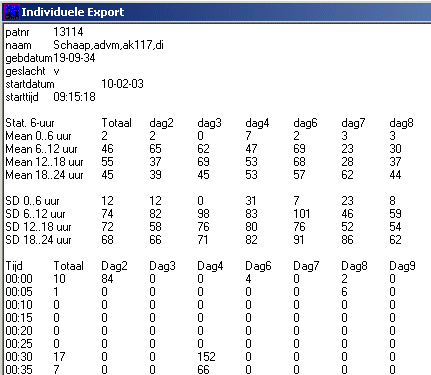 Individuele Export
patnr 13114
naam Schaap,advm,ak117,di
gebdatum19-09-34
geslacht v
startdatum 10-02-03
starttijd 09:15:18
Stat. 6-uur Totaal dag2 dag3 dag4 dag6 dag7 dag8
Mean 0..6 uur 2 2 0 7 2 3 3
Mean 6..12 uur 46 65 62 47 69 23 30
Mean 12..18 uur 55 37 69 53 68 28 37
Mean 18..24 uur 45 39 45 53 57 62 44
SD 0..6 uur 12 12 0 31 7 23 8
SD 6..12 uur 74 82 98 83 101 46 59
SD 12..18 uur 72 58 76 80 76 52 54
SD 18..24 uur 68 66 71 82 91 86 62
Tijd Totaal Dag2 Dag3 Dag4 Dag6 Dag7 Dag8 Dag9
00:00 10 84 0 0 4 0 2 0
00:05 1 0 0 0 0 0 6 0
00:10 0 0 0 0 0 0 0 0
00:15 0 0 0 0 0 0 0 0
00:20 0 0 0 0 0 0 0 0
00:25 0 0 0 0 0 0 0 0
00:30 17 0 0 152 0 0 0 0
00:35 7 0 0 66 0 0 0 0